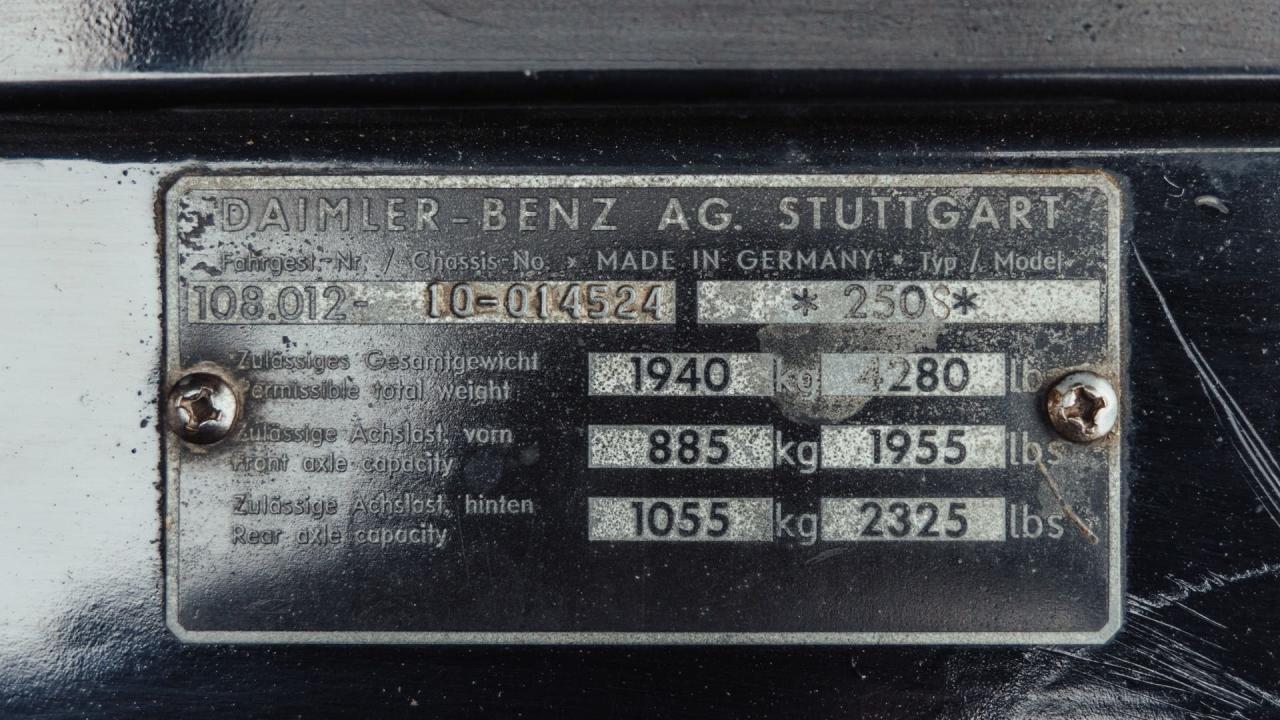 DAIMLER-BENZ AG. STUTTGART
Fahrgest.-Nr. / Chassis-No. * MADE IN GERMANY * Typ / Model
108.012- 10-014524 * 250S*
Zulässiges Gesamtgewicht
Permissible total weight 1940 kg 4280 lbs
Zulässige Achslast, vorn
Front axle capacity 885 kg 1955 lbs
Zulässige Achslast, hinten
Rear axle capacity 1055 kg 2325 lbs